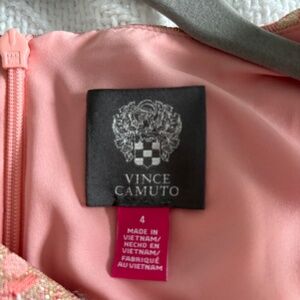 VINCE
CAMUTO
4
MADE IN
VIETNAM/
HECHO EN
VIETNAM/
FABRIQUÉ
AU VIETNAM